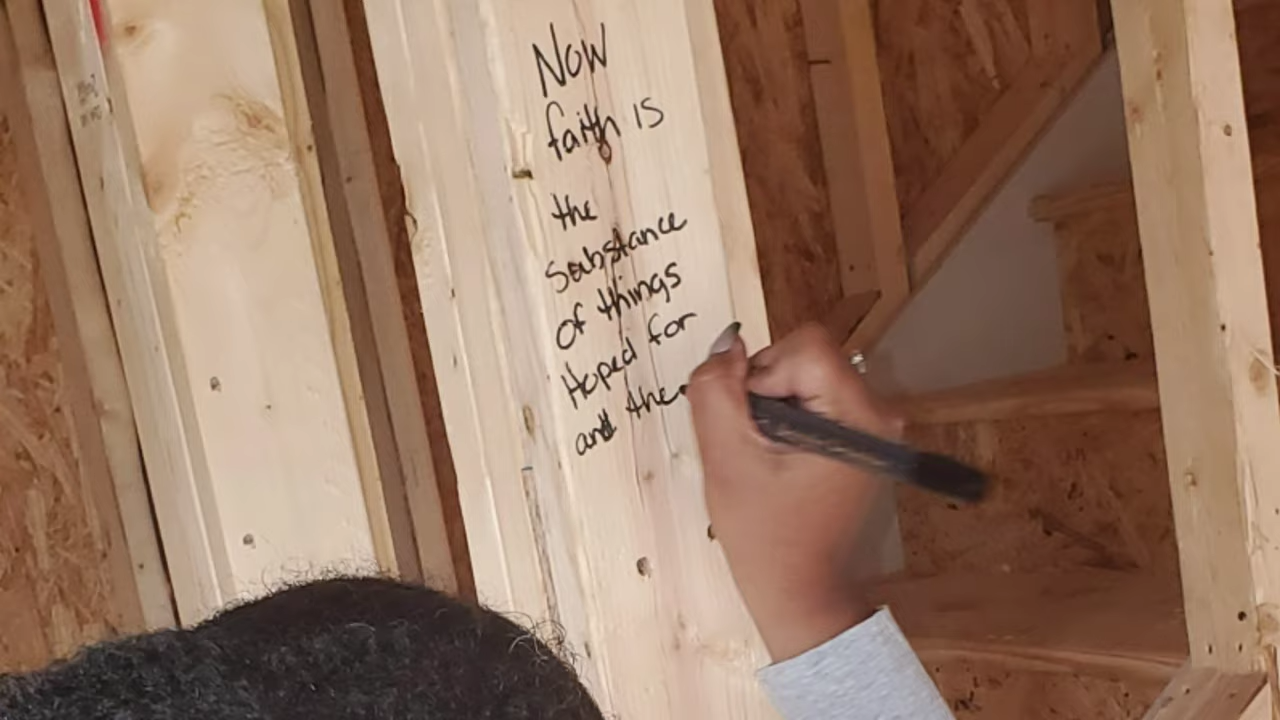 Now
faith is
the
Substance
of things
Hoped for
and the